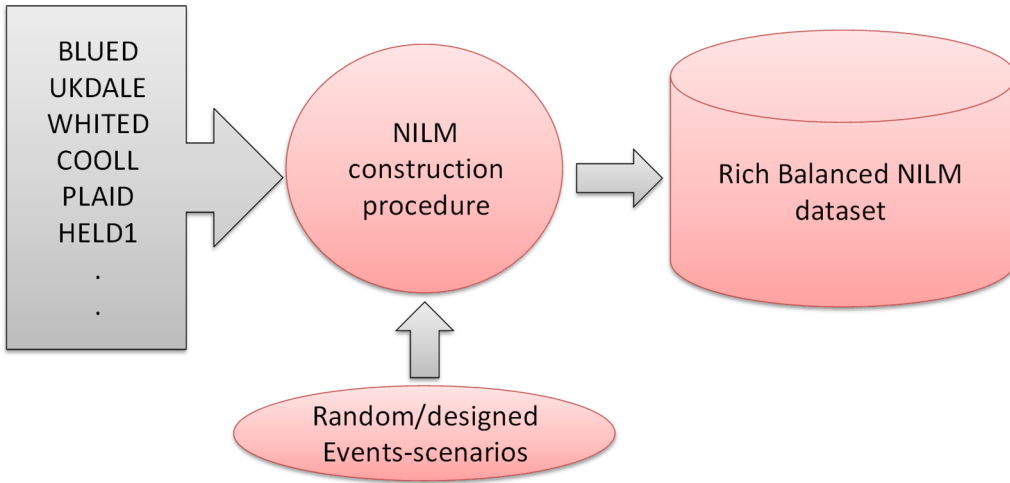 BLUED
UKDALE
WHITED
COOLL
PLAID
HELD1
.
.
NILM
construction
procedure
Rich Balanced NILM
dataset
Random/designed
Events-scenarios